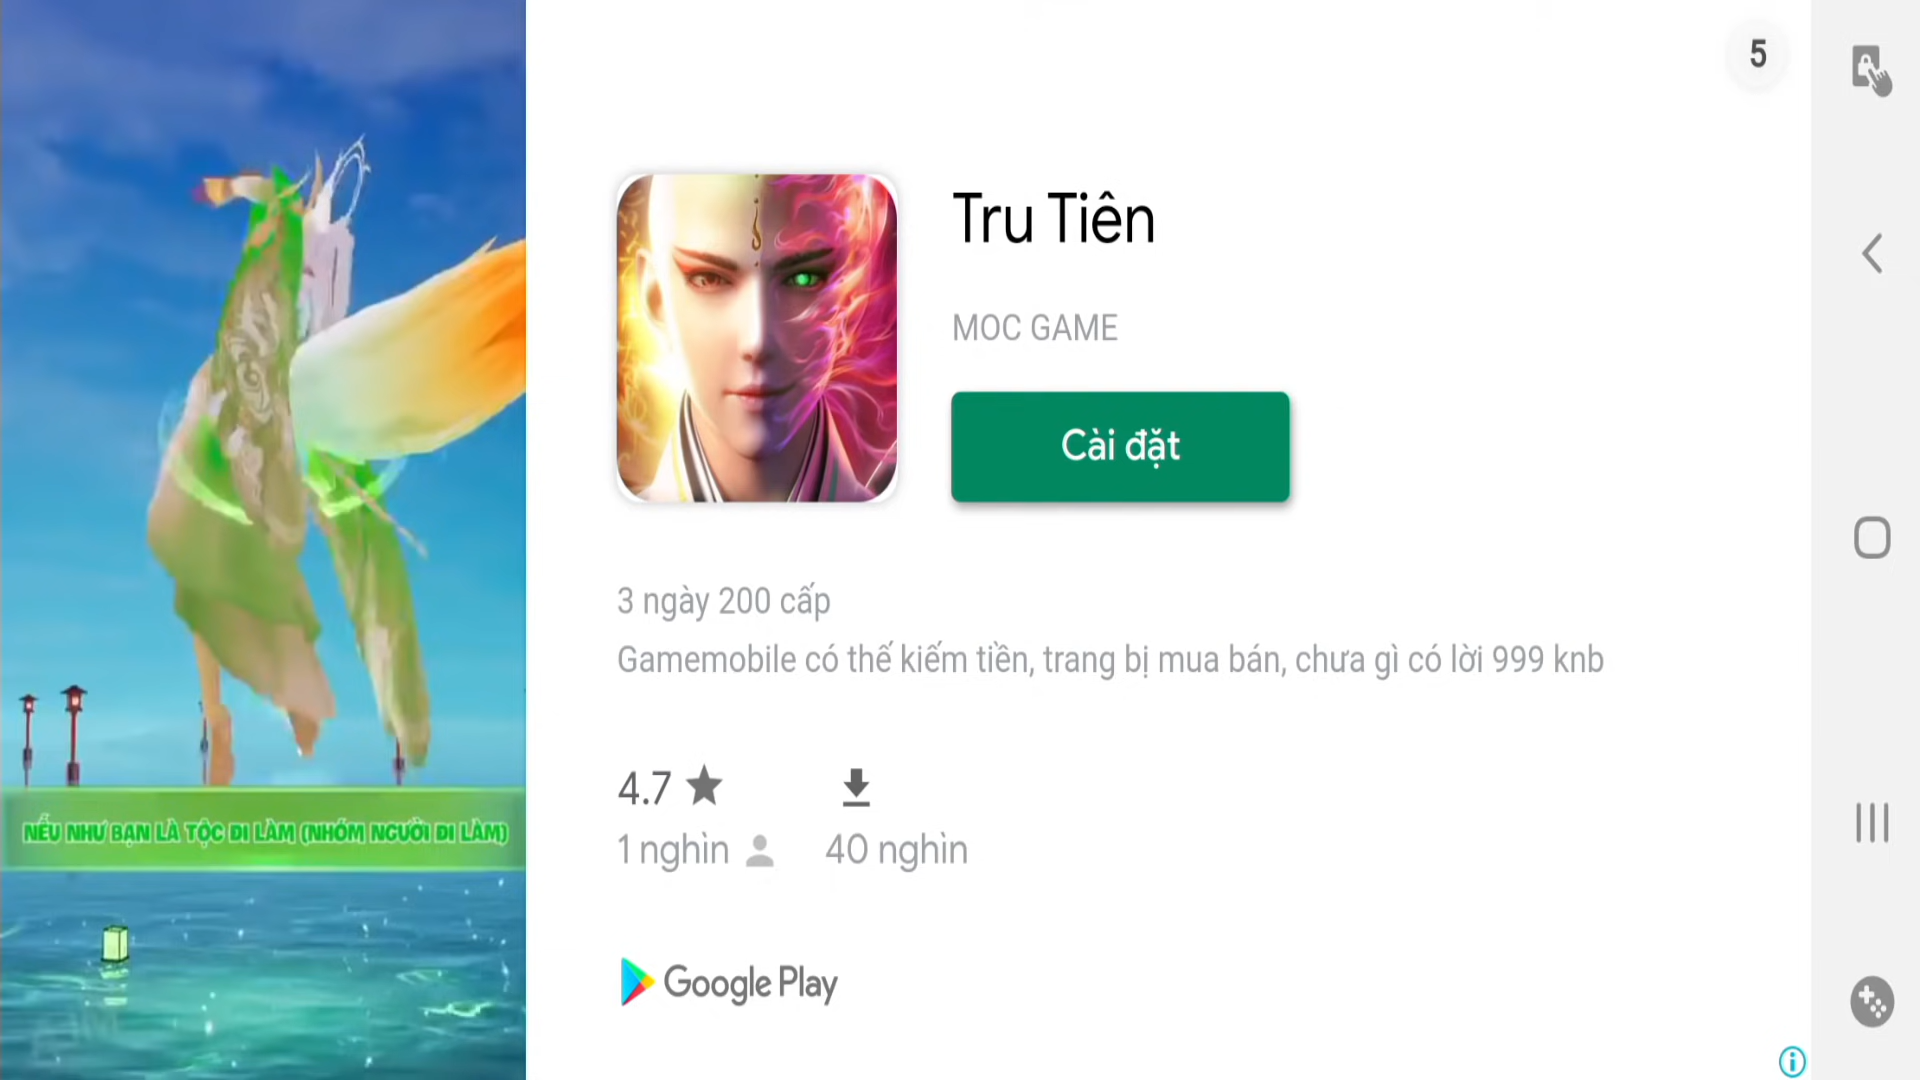 5
Tru Tiên
MOC GAME
Cài đặt
3 ngày 200 cấp
Gamemobile có thế kiếm tiền, trang bị mua bán, chưa gì có lời 999 knb
4.7
1 nghìn
40 nghìn
Google Play
NẾU NHƯ BẠN LÀ TỘC ĐI LÀM (NHÓM NGƯỜI ĐI LÀM)